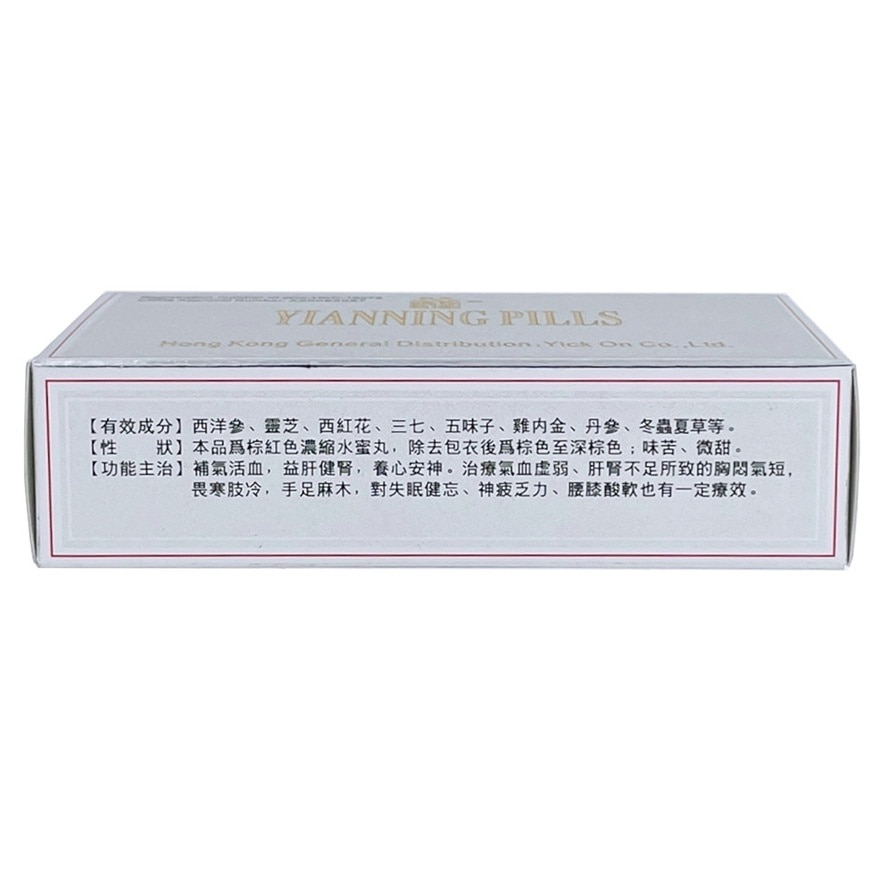 YIANNING PILLS
Hong Kong General Distribution:Yick On Co.,Ltd.
【有效成分】西洋參、靈芝、西紅花、三七、五味子、雞内金、丹參、冬蟲夏草等。
【性 狀】本品爲棕紅色濃縮水蜜丸，除去包衣後爲棕色至深棕色；味苦、微甜。
【功能主治】補氣活血，益肝健腎，養心安神。治療氣血虛弱、肝腎不足所致的胸悶氣短，
畏寒肢冷，手足麻木，對失眠健忘、神疲乏力、腰膝酸軟也有一定療效。